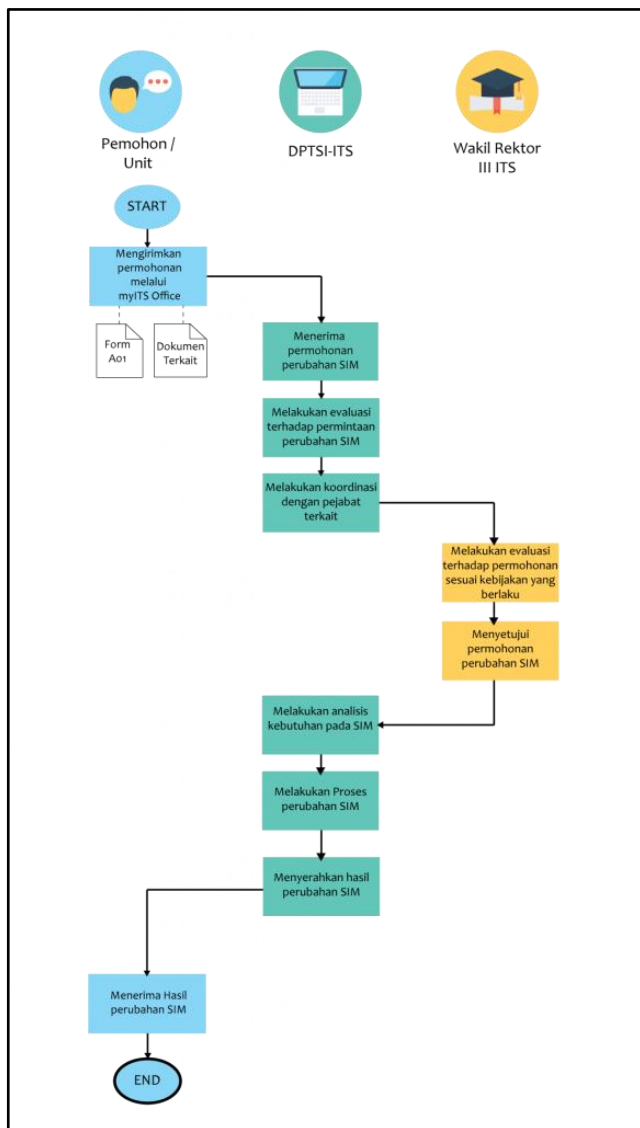 Pemohon /
Unit
DPTSI-ITS
Wakil Rektor
III ITS
START
Mengirimkan
permohonan
melalui
myITS Office
Form
A01
Dokumen
Terkait
Menerima
permohonan
perubahan SIM
Melakukan evaluasi
terhadap permintaan
perubahan SIM
Melakukan koordinasi
dengan pejabat
terkait
Melakukan evaluasi
terhadap permohonan
sesuai kebijakan yang
berlaku
Menyetujui
permohonan
perubahan SIM
Melakukan analisis
kebutuhan pada SIM
Melakukan Proses
perubahan SIM
Menyerahkan hasil
perubahan SIM
Menerima Hasil
perubahan SIM
END